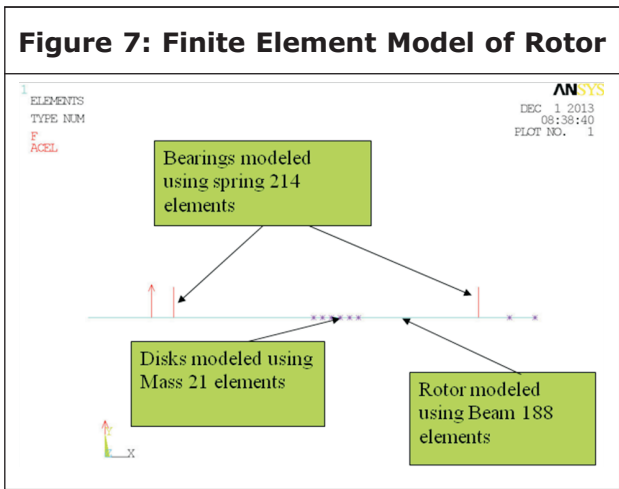 Figure 7: Finite Element Model of Rotor
1
ELEMENTS
TYPE NUM
F
ACEL
ANSYS
DEC 1 2013
08:38:40
PLOT NO. 1
Bearings modeled
using spring 214
elements
Disks modeled using
Mass 21 elements
Rotor modeled
using Beam 188
elements
Y
X